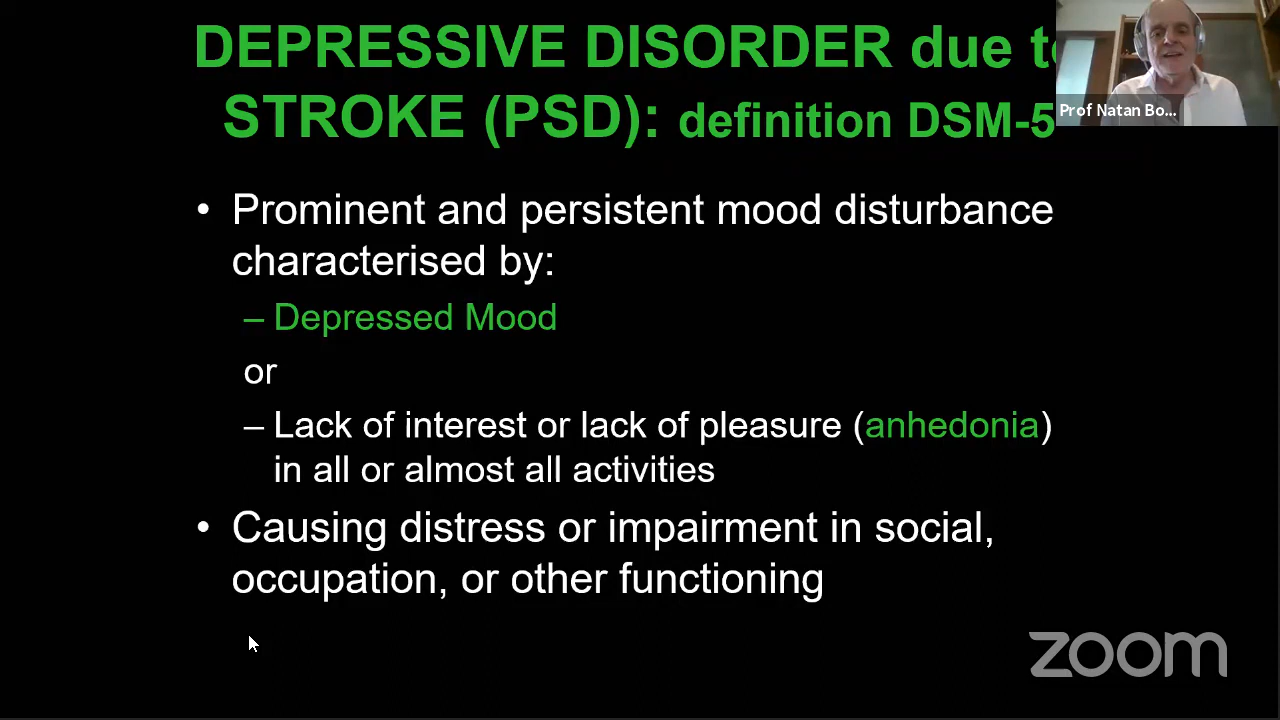 DEPRESSIVE DISORDER due to
STROKE (PSD): definition DSM-5
Prof Natan Bo...
• Prominent and persistent mood disturbance
characterised by:
– Depressed Mood
or
– Lack of interest or lack of pleasure (anhedonia)
in all or almost all activities
• Causing distress or impairment in social,
occupation, or other functioning
zoom